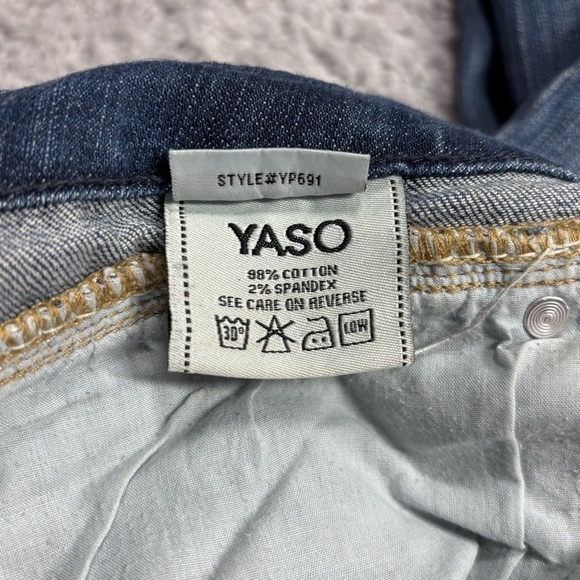 STYLE#YP691
YASO
98% COTTON
2% SPANDEX
SEE CARE ON REVERSE
30° LOW